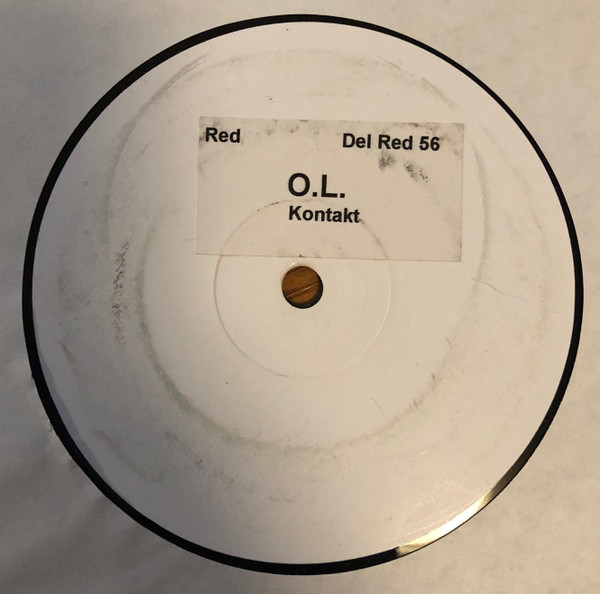 Red Del Red 56
O.L.
Kontakt